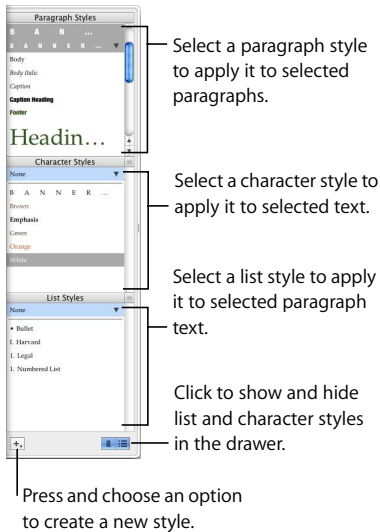 Paragraph Styles
B A N ...
B A N N E R ...
Body
Body Italic
Caption
Caption Heading
Footer
Headin...
Character Styles
None
B A N N E R ...
Brown
Emphasis
Green
Orange
White
List Styles
None
• Bullet
I. Harvard
1. Legal
1. Numbered List
a
Select a paragraph style
to apply it to selected
paragraphs.
Select a character style to
apply it to selected text.
Select a list style to apply
it to selected paragraph
text.
Click to show and hide
list and character styles
in the drawer.
Press and choose an option
to create a new style.